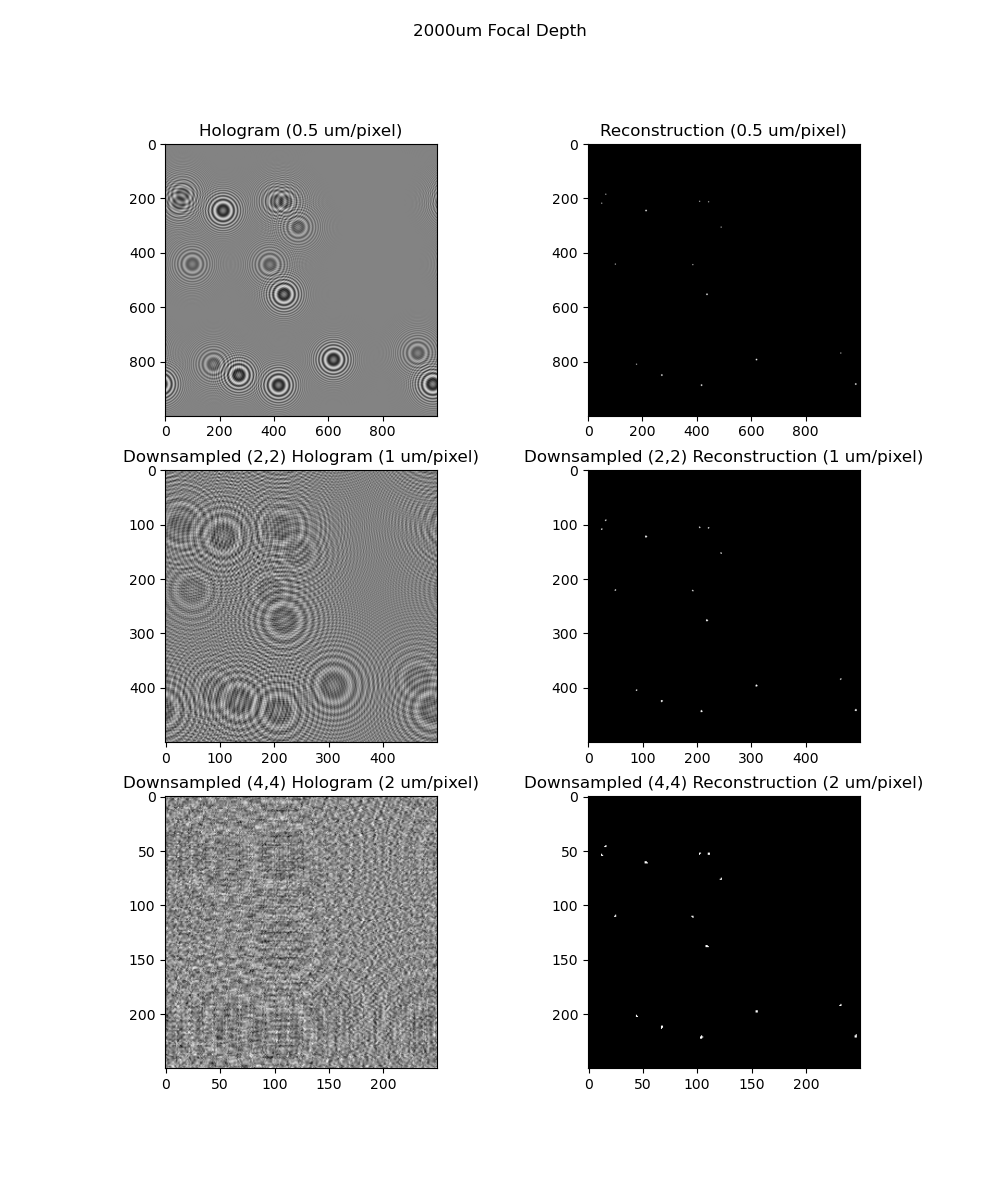 2000um Focal Depth
Hologram (0.5 um/pixel)
Reconstruction (0.5 um/pixel)
0
200
400
600
800
0 200 400 600 800
0
200
400
600
800
0 200 400 600 800
Downsampled (2,2) Hologram (1 um/pixel)
Downsampled (2,2) Reconstruction (1 um/pixel)
0
100
200
300
400
0 100 200 300 400
0
100
200
300
400
0 100 200 300 400
Downsampled (4,4) Hologram (2 um/pixel)
Downsampled (4,4) Reconstruction (2 um/pixel)
0
50
100
150
200
0 50 100 150 200
0
50
100
150
200
0 50 100 150 200